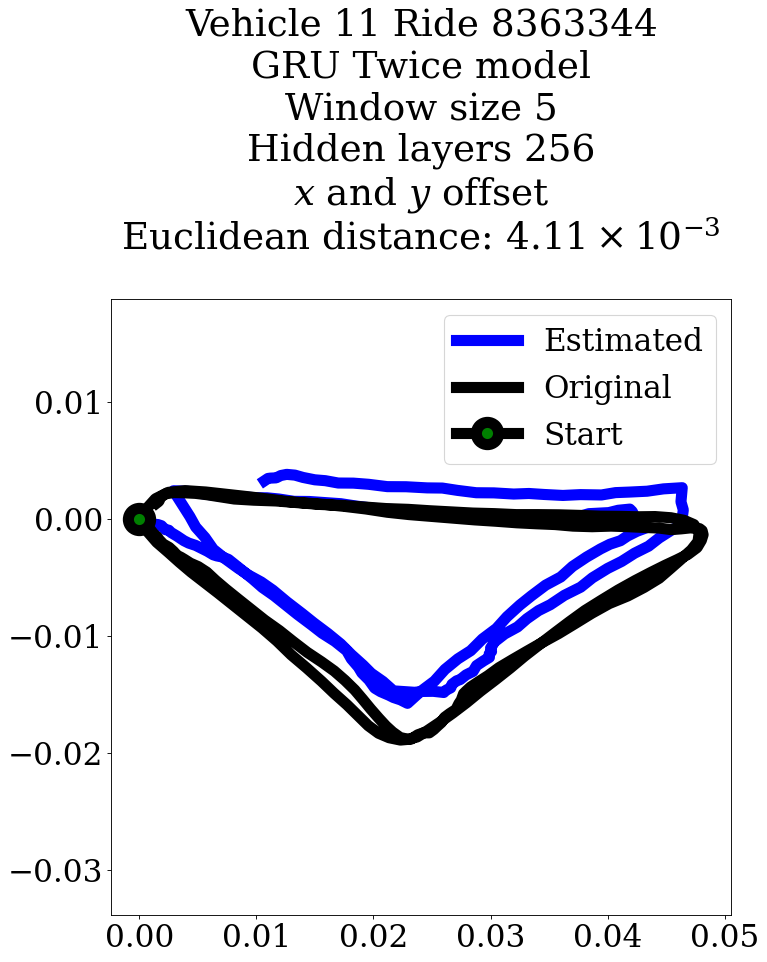 Vehicle 11 Ride 8363344
GRU Twice model
Window size 5
Hidden layers 256
x and y offset
Euclidean distance: 4.11 × 10⁻³
Estimated
Original
Start
0.01
0.00
−0.01
−0.02
−0.03
0.00 0.01 0.02 0.03 0.04 0.05